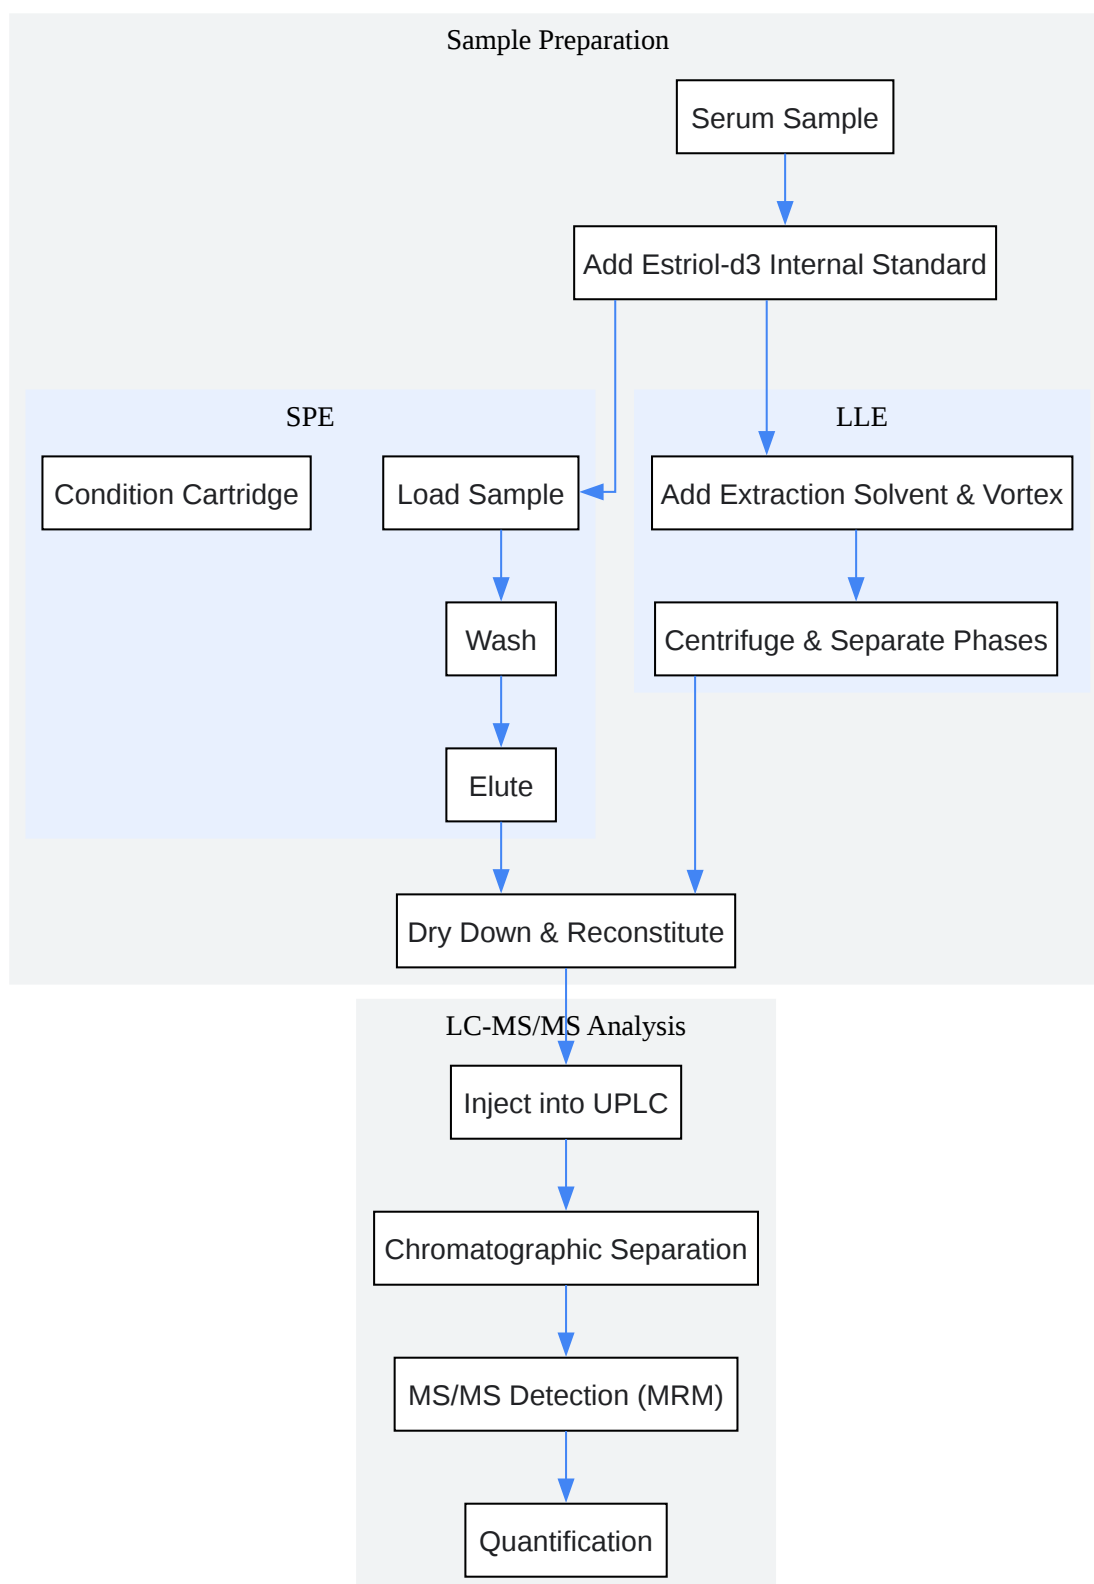 Sample Preparation
Serum Sample
Add Estriol-d3 Internal Standard
SPE
LLE
Condition Cartridge
Load Sample
Add Extraction Solvent & Vortex
Wash
Centrifuge & Separate Phases
Elute
Dry Down & Reconstitute
LC-MS/MS Analysis
Inject into UPLC
Chromatographic Separation
MS/MS Detection (MRM)
Quantification